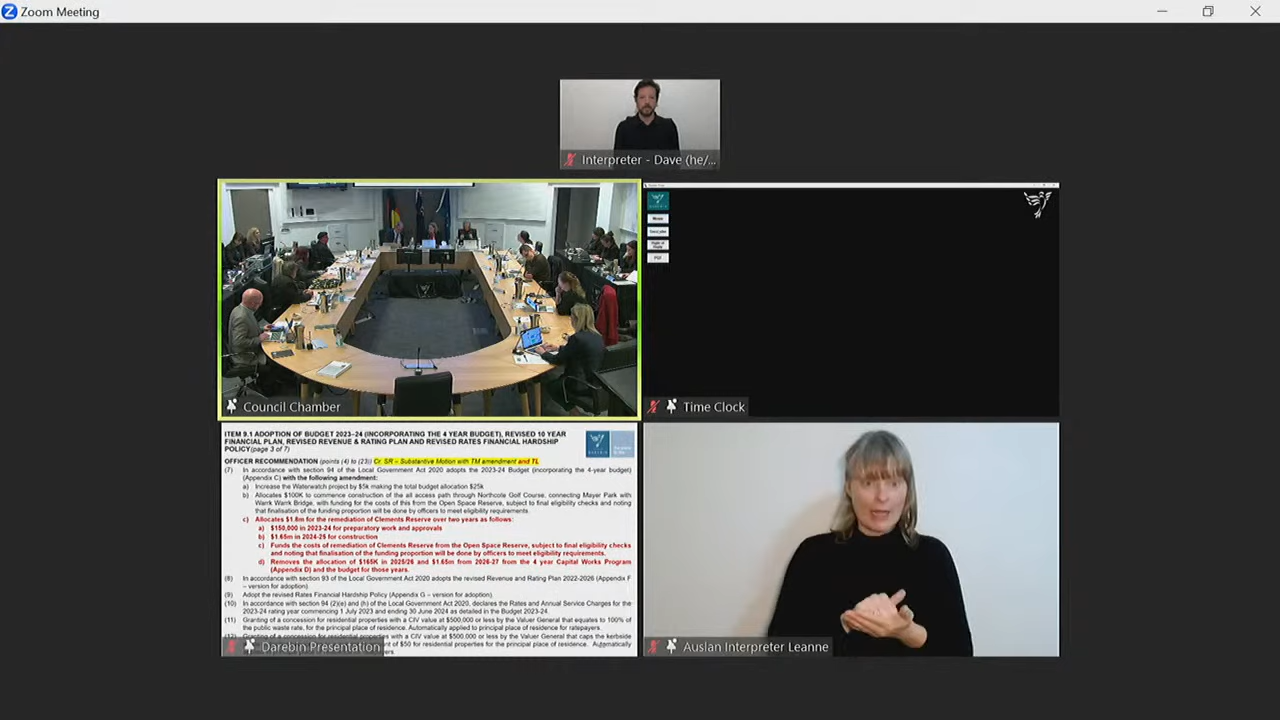 Zoom Meeting
Interpreter - Dave (he/...
Council Chamber
Time Clock
ITEM 9.1 ADOPTION OF BUDGET 2023–24 (INCORPORATING THE 4 YEAR BUDGET), REVISED 10 YEAR
FINANCIAL PLAN, REVISED REVENUE & RATING PLAN AND REVISED RATES FINANCIAL HARDSHIP
POLICY(page 3 of 7)
OFFICER RECOMMENDATION (points (4) to (23)) Cr. SR – Substantive Motion with TM amendment and TL
(7) In accordance with section 94 of the Local Government Act 2020 adopts the 2023-24 Budget (incorporating the 4-year budget)
(Appendix C) with the following amendment:
a) Increase the Waterwatch project by $5k making the total budget allocation $25k
b) Allocates $100K to commence construction of the all access path through Northcote Golf Course, connecting Mayer Park with
Warrk Warrk Bridge, with funding for the costs of this from the Open Space Reserve, subject to final eligibility checks and noting
that finalisation of the funding proportion will be done by officers to meet eligibility requirements.
c) Allocates $1.8m for the remediation of Clements Reserve over two years as follows:
a) $150,000 in 2023-24 for preparatory work and approvals
b) $1.65m in 2024-25 for construction
c) Funds the costs of remediation of Clements Reserve from the Open Space Reserve, subject to final eligibility checks
and noting that finalisation of the funding proportion will be done by officers to meet eligibility requirements.
d) Removes the allocation of $165K in 2025/26 and $1.65m from 2026-27 from the 4 year Capital Works Program
(Appendix D) and the budget for those years.
(8) In accordance with section 93 of the Local Government Act 2020 adopts the revised Revenue and Rating Plan 2022-2026 (Appendix F
– version for adoption).
(9) Adopt the revised Rates Financial Hardship Policy (Appendix G – version for adoption).
(10) In accordance with section 94 (2)(e) and (h) of the Local Government Act 2020, declares the Rates and Annual Service Charges for the
2023-24 rating year commencing 1 July 2023 and ending 30 June 2024 as detailed in the Budget 2023-24.
(11) Granting of a concession for residential properties with a CIV value at $500,000 or less by the Valuer General that equates to 100% of
the public waste rate, for the principal place of residence. Automatically applied to principal place of residence for ratepayers.
(12) Granting of a concession for residential properties with a CIV value at $500,000 or less by the Valuer General that caps the kerbside
nt of $50 for residential properties for the principal place of residence. Automatically
Darebin Presentation
Auslan Interpreter Leanne